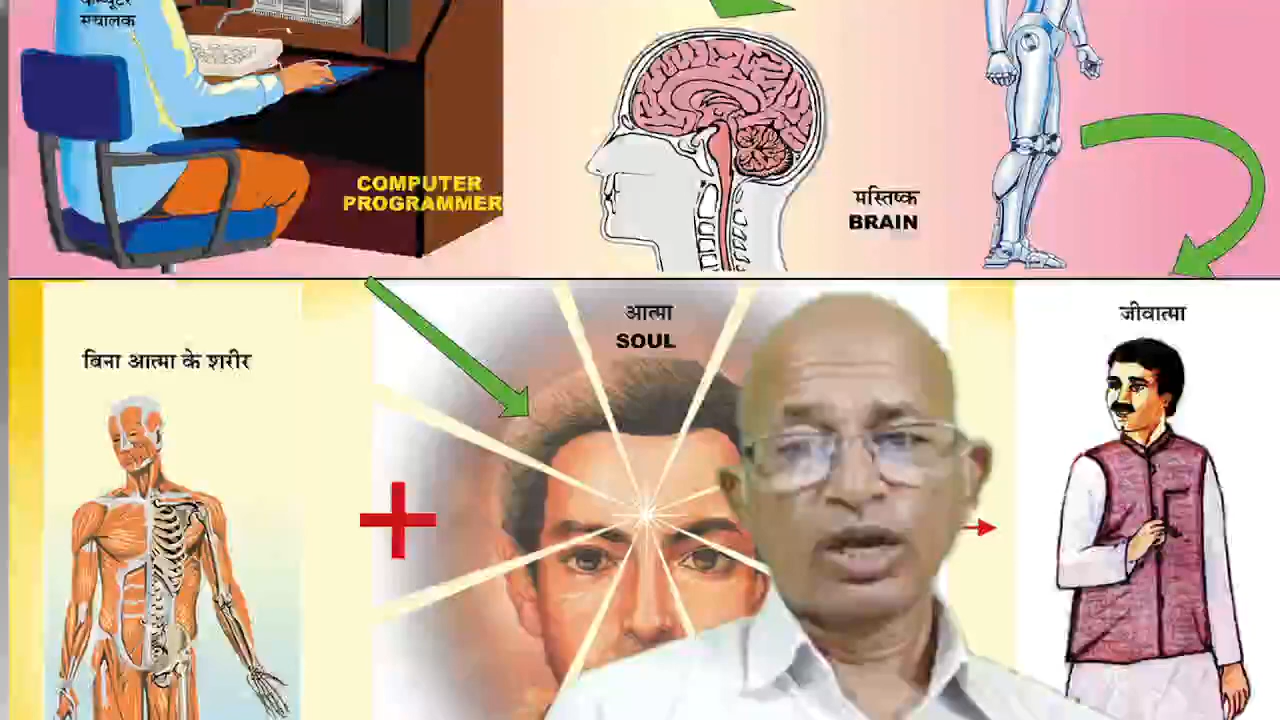 कम्प्यूटर
संचालक
COMPUTER
PROGRAMMER
मस्तिष्क
BRAIN
आत्मा
SOUL
जीवात्मा
बिना आत्मा के शरीर